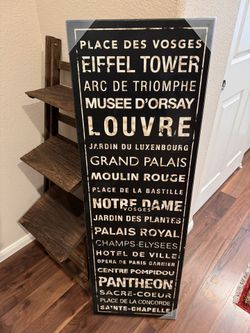 PLACE DES VOSGES
EIFFEL TOWER
ARC DE TRIOMPHE
MUSEE D'ORSAY
LOUVRE
JARDIN DU LUXENBOURG
GRAND PALAIS
MOULIN ROUGE
PLACE DE LA BASTILLE
NOTRE DAME
VOSGES
JARDIN DES PLANTES
PALAIS ROYAL
CHAMPS-ELYSEES
HOTEL DE VILLE
OPERA DE PARIS GARNIER
CENTRE POMPIDOU
PANTHEON
SACRE-COEUR
PLACE DE LA CONCORDE
SAINTE-CHAPELLE